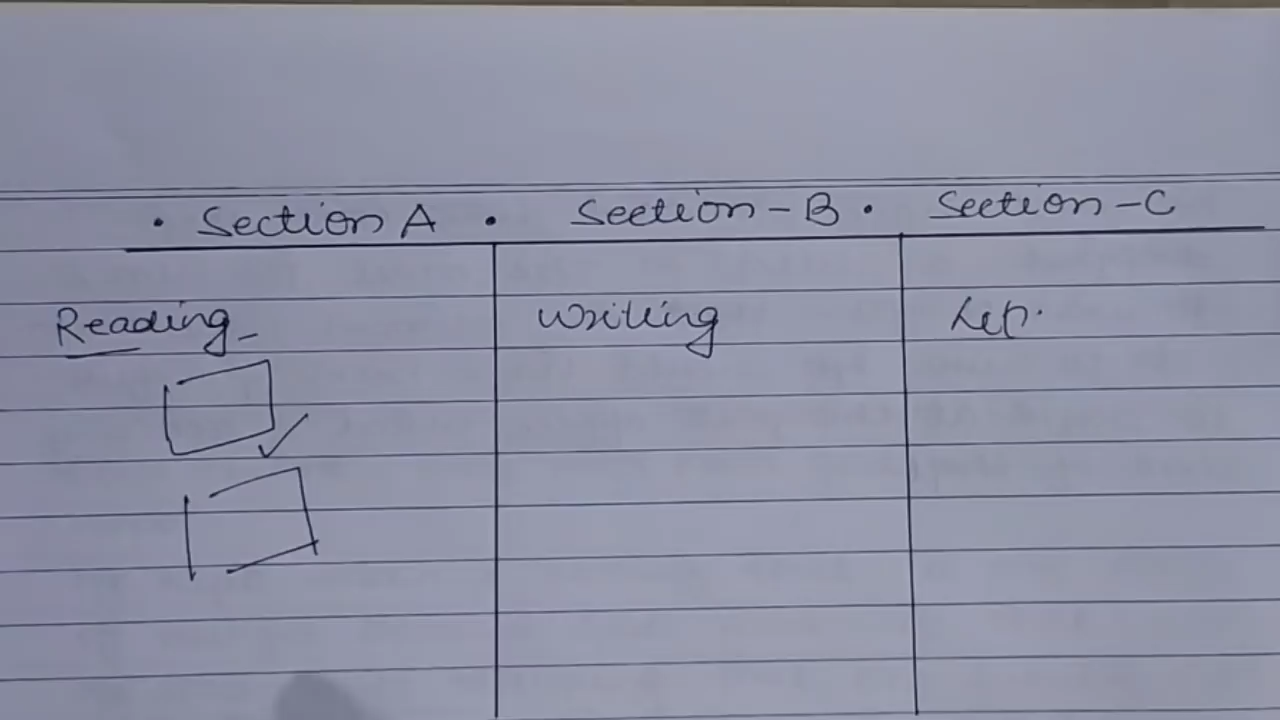 • Section A • Section - B • Section - C
Reading - Writing